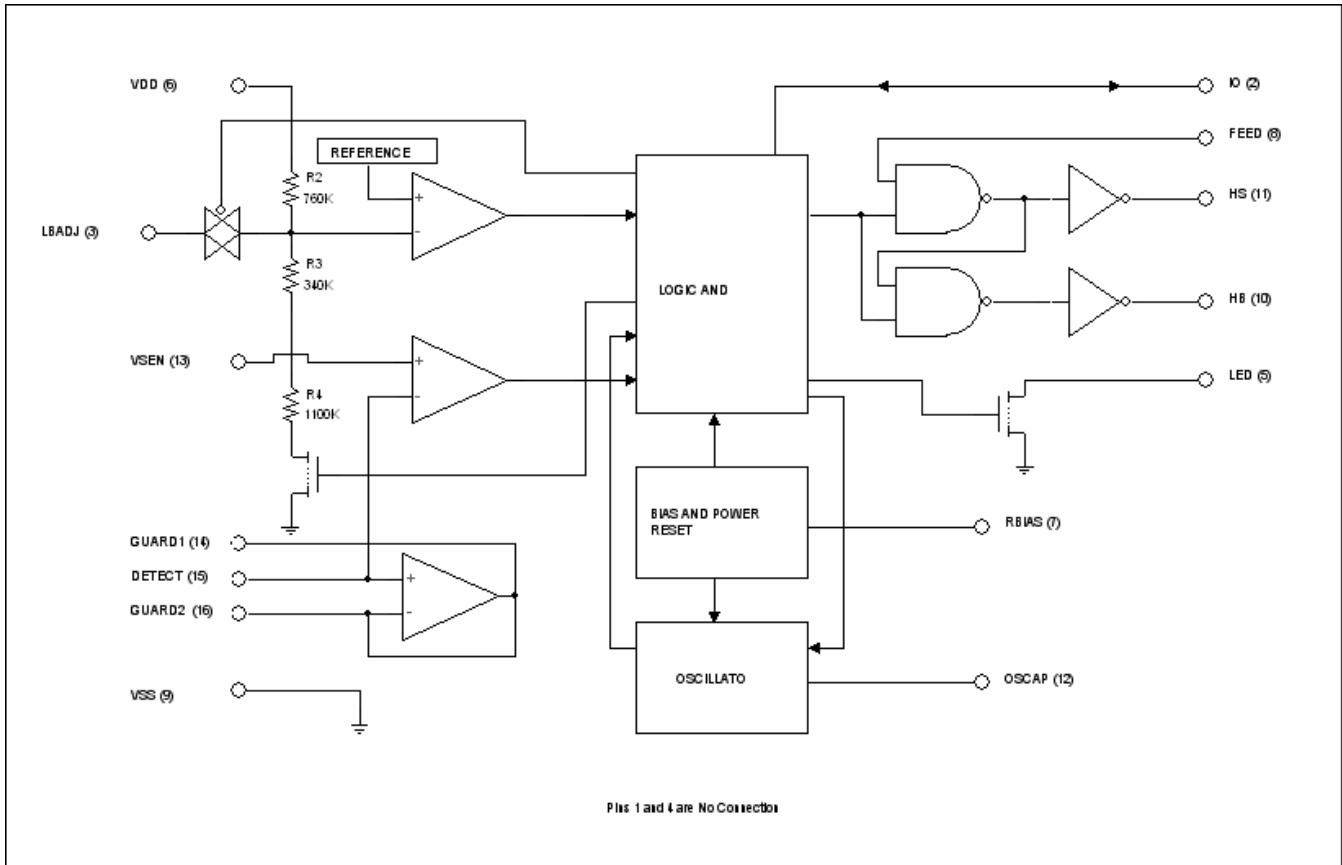 VDD (6)
IO (2)
FEED (8)
REFERENCE
R2
760K
+
-
HS (11)
LBADJ (3)
R3
340K
LOGIC AND
HB (10)
VSEN (13)
+
-
LED (5)
R4
1100K
BIAS AND POWER
RESET
RBIAS (7)
GUARD1 (14)
DETECT (15)
+
GUARD2 (16)
-
OSCILLATO
OSCAP (12)
VSS (9)
Pins 1 and 4 are No Connection